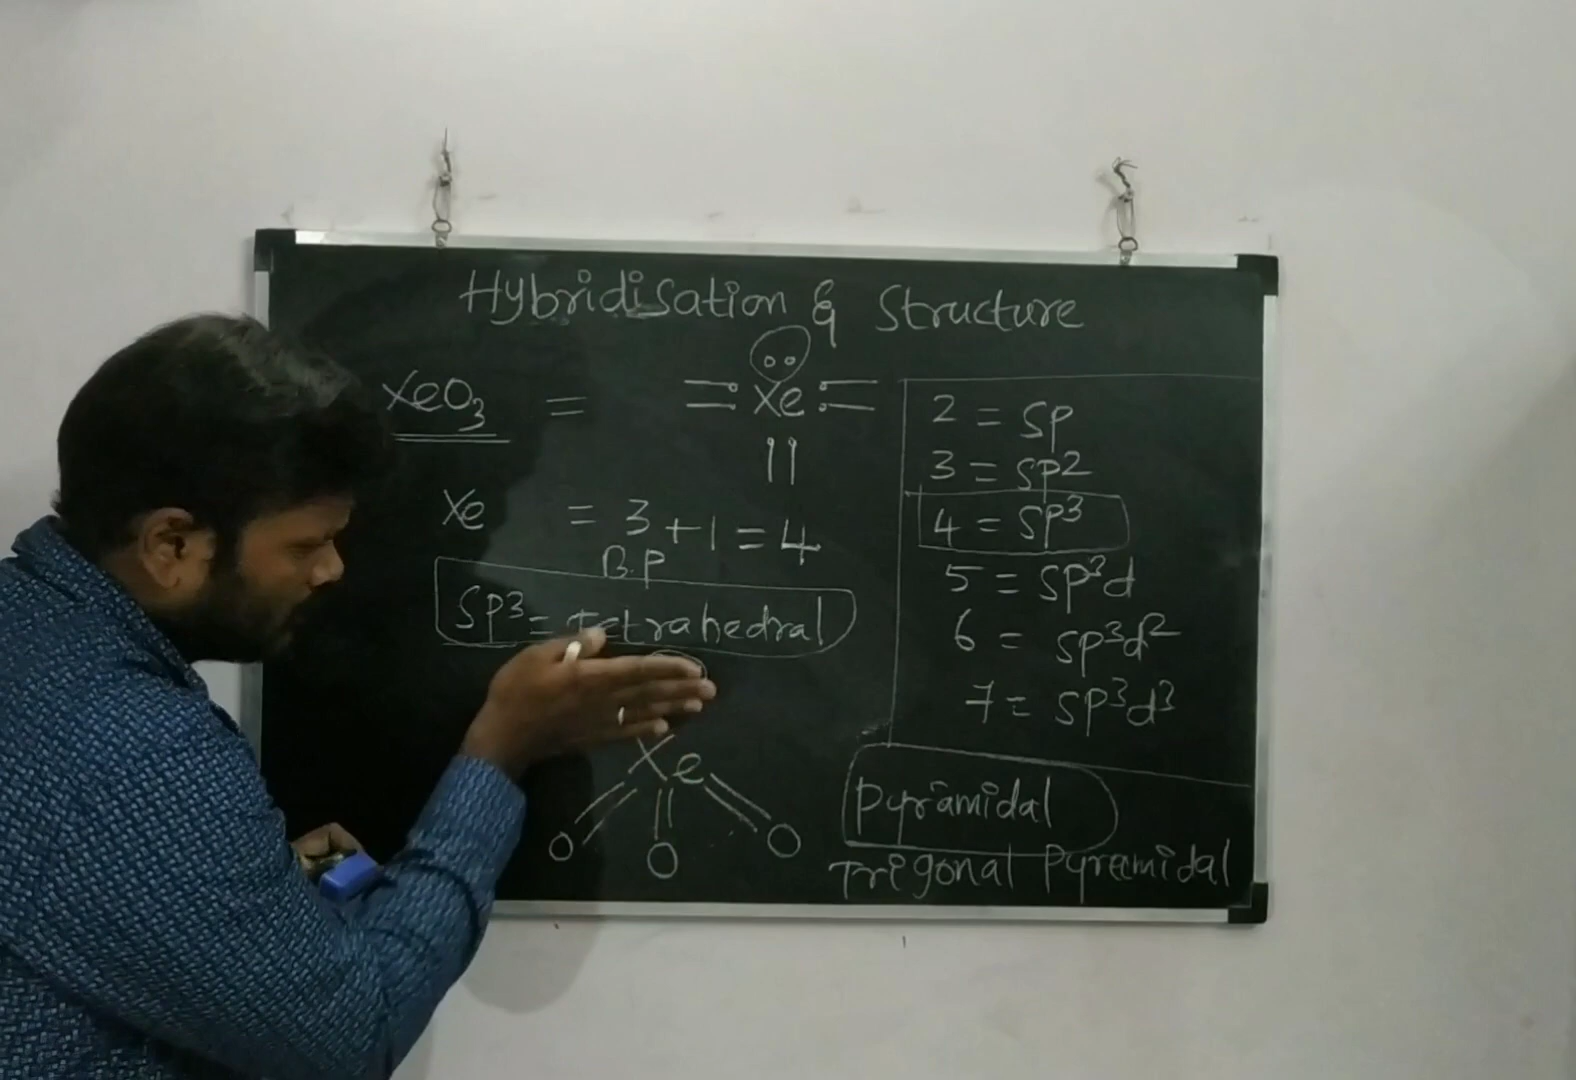 Hybridisation & Structure
XeO3 = Xe
Xe = 3 + 1 = 4
B.P
SP3 = tetrahedral
Xe
O O O
2 = SP
3 = SP2
4 = SP3
5 = SP3d
6 = SP3d2
7 = SP3d3
Pyramidal
Trigonal Pyramidal